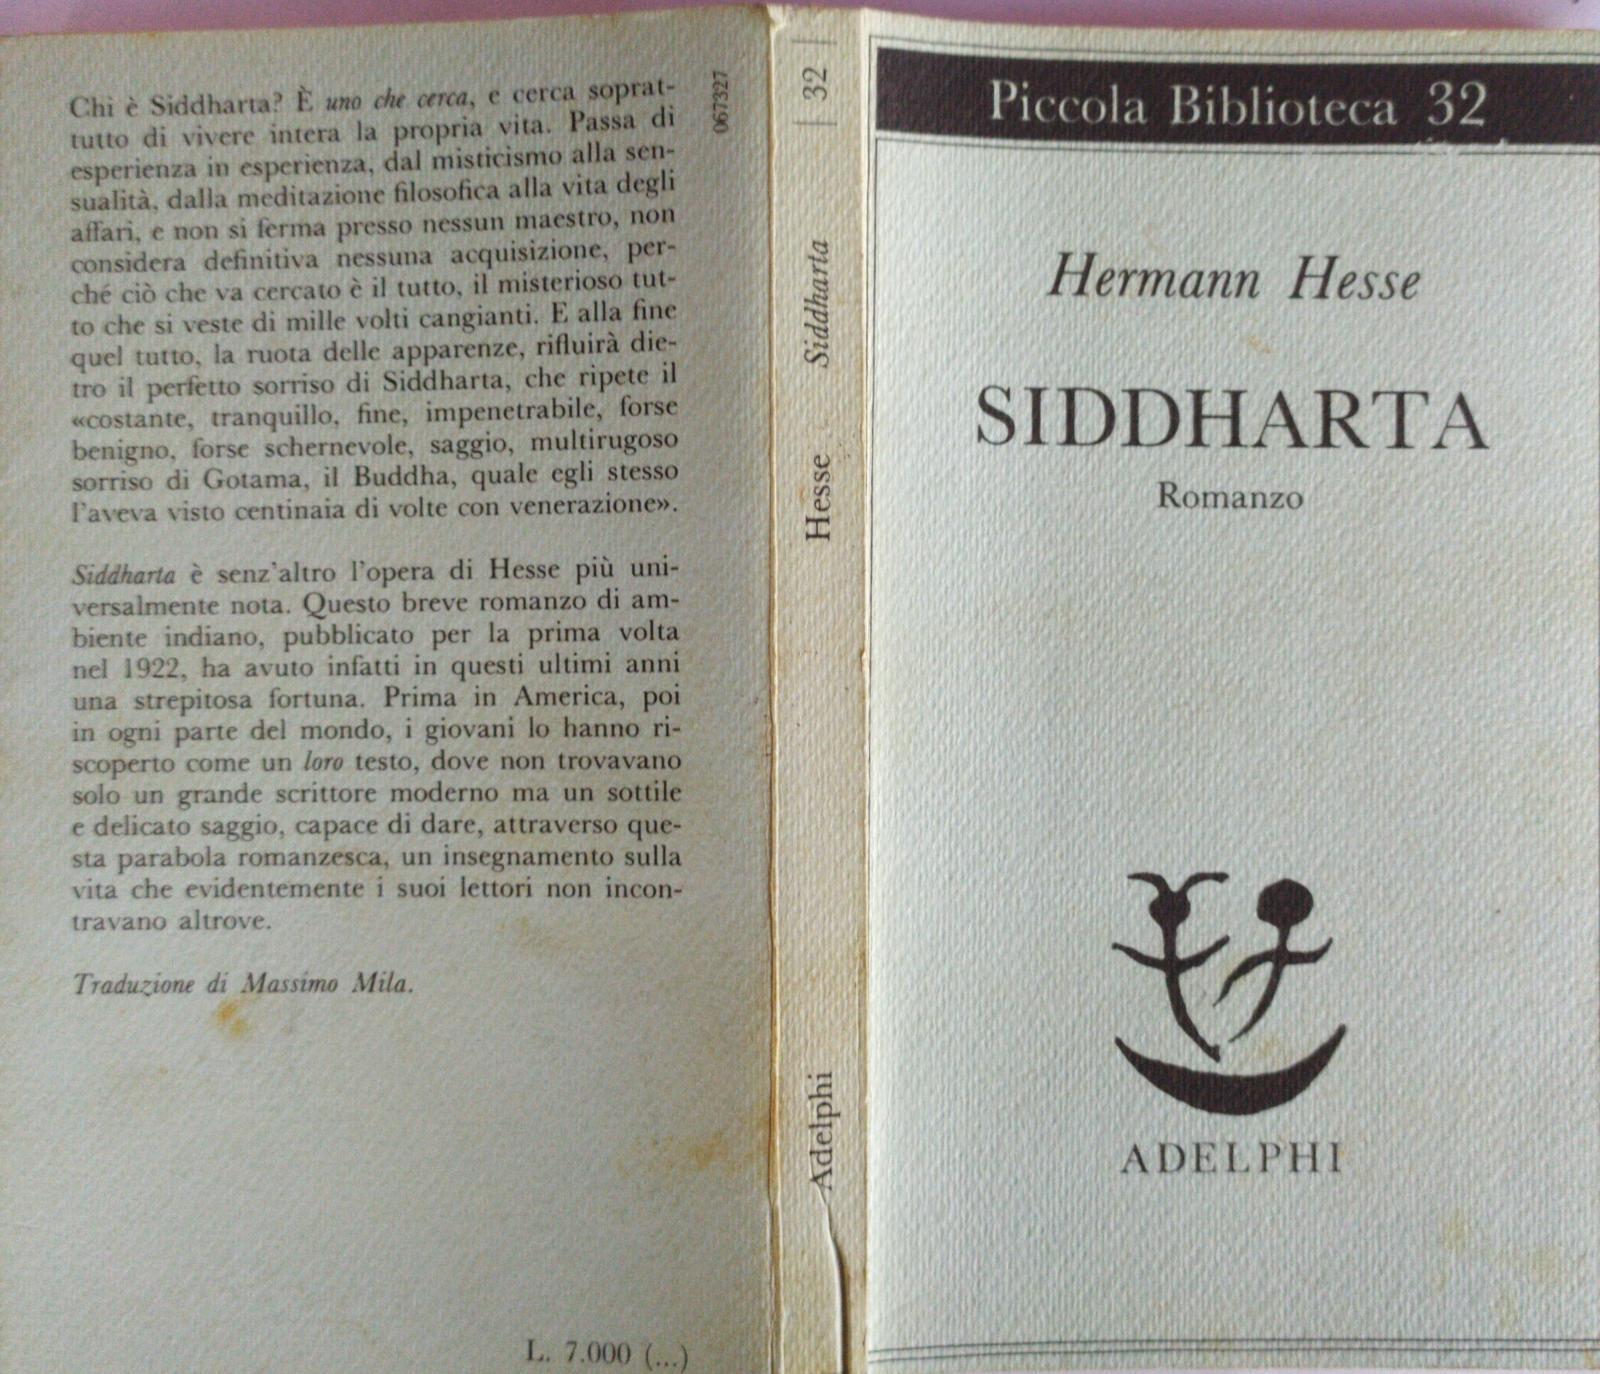 Chi è Siddharta? È uno che cerca, e cerca soprat-
tutto di vivere intera la propria vita. Passa di
esperienza in esperienza, dal misticismo alla sen-
sualità, dalla meditazione filosofica alla vita degli
affari, e non si ferma presso nessun maestro, non
considera definitiva nessuna acquisizione, per-
ché ciò che va cercato è il tutto, il misterioso tut-
to che si veste di mille volti cangianti. E alla fine
quel tutto, la ruota delle apparenze, rifluirà die-
tro il perfetto sorriso di Siddharta, che ripete il
«costante, tranquillo, fine, impenetrabile, forse
benigno, forse schernevole, saggio, multirugoso
sorriso di Gotama, il Buddha, quale egli stesso
l'aveva visto centinaia di volte con venerazione».
Siddharta è senz'altro l'opera di Hesse più uni-
versalmente nota. Questo breve romanzo di am-
biente indiano, pubblicato per la prima volta
nel 1922, ha avuto infatti in questi ultimi anni
una strepitosa fortuna. Prima in America, poi
in ogni parte del mondo, i giovani lo hanno ri-
scoperto come un loro testo, dove non trovavano
solo un grande scrittore moderno ma un sottile
e delicato saggio, capace di dare, attraverso que-
sta parabola romanzesca, un insegnamento sulla
vita che evidentemente i suoi lettori non incon-
travano altrove.
Traduzione di Massimo Mila.
L. 7.000 (...)
067327
32
Hesse Siddharta
Adelphi
Piccola Biblioteca 32
Hermann Hesse
SIDDHARTA
Romanzo
ADELPHI